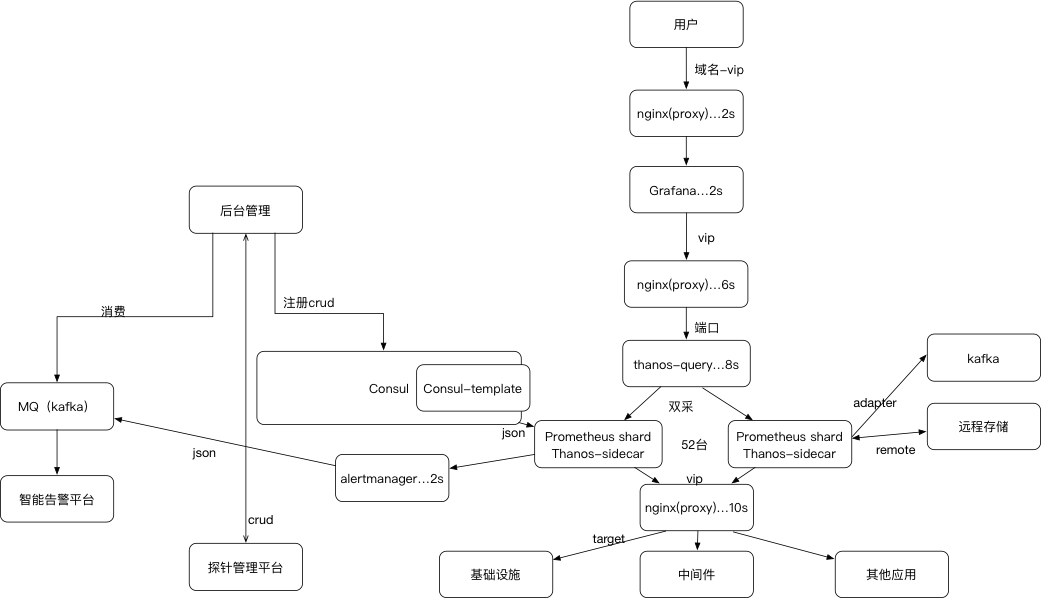 用户
域名-vip
nginx(proxy)...2s
Grafana...2s
后台管理
vip
nginx(proxy)...6s
消费
注册crud
端口
thanos-query...8s
kafka
Consul
Consul-template
MQ（kafka）
双采
adapter
远程存储
json
Prometheus shard
Thanos-sidecar
52台
Prometheus shard
Thanos-sidecar
remote
json
alertmanager...2s
vip
智能告警平台
nginx(proxy)...10s
crud
target
探针管理平台
基础设施
中间件
其他应用